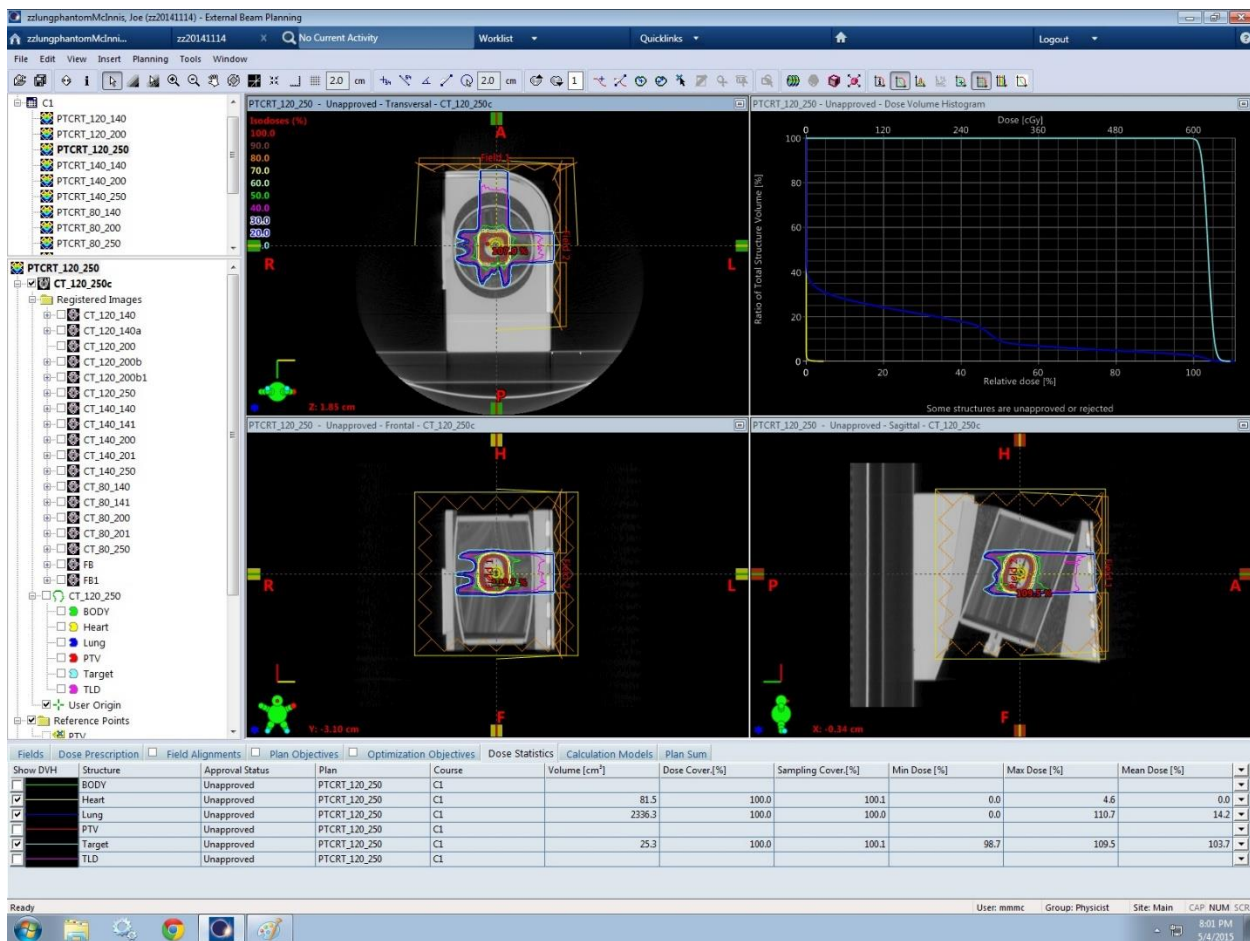 zzlungphantomMcInnis, Joe (zz20141114) - External Beam Planning
zzlungphantomMcInni... zz20141114 X No Current Activity Worklist Quicklinks Logout
File Edit View Insert Planning Tools Window
2.0 cm 2.0 cm 1
C1
PTCRT_120_140
PTCRT_120_200
PTCRT_120_250
PTCRT_140_140
PTCRT_140_200
PTCRT_140_250
PTCRT_80_140
PTCRT_80_200
PTCRT_80_250
PTCRT_120_250
CT_120_250c
Registered Images
CT_120_140
CT_120_140a
CT_120_200
CT_120_200b
CT_120_200b1
CT_120_250
CT_140_140
CT_140_141
CT_140_200
CT_140_201
CT_140_250
CT_80_140
CT_80_141
CT_80_200
CT_80_201
CT_80_250
FB
FB1
CT_120_250
BODY
Heart
Lung
PTV
Target
TLD
User Origin
Reference Points
PTV
PTCRT_120_250 - Unapproved - Transversal - CT_120_250c
Isodoses (%)
100.0
90.0
80.0
70.0
60.0
50.0
40.0
30.0
20.0
.0
A
Field 1
R
Field 2
L
P
Z: 1.85 cm
PTCRT_120_250 - Unapproved - Dose Volume Histogram
Dose [cGy]
0 120 240 360 480 600
Ratio of Total Structure Volume [%]
100
80
60
40
20
0
0 20 40 60 80 100
Relative dose [%]
Some structures are unapproved or rejected
PTCRT_120_250 - Unapproved - Frontal - CT_120_250c
H
R
L
F
Y: -3.10 cm
PTCRT_120_250 - Unapproved - Sagittal - CT_120_250c
H
P
109.5 %
A
F
X: -0.34 cm
Fields Dose Prescription Field Alignments Plan Objectives Optimization Objectives Dose Statistics Calculation Models Plan Sum
Show DVH Structure Approval Status Plan Course Volume [cm³] Dose Cover.[%] Sampling Cover.[%] Min Dose [%] Max Dose [%] Mean Dose [%]
BODY Unapproved PTCRT_120_250 C1
Heart Unapproved PTCRT_120_250 C1 81.5 100.0 100.1 0.0 4.6 0.0
Lung Unapproved PTCRT_120_250 C1 2336.3 100.0 100.0 0.0 110.7 14.2
PTV Unapproved PTCRT_120_250 C1
Target Unapproved PTCRT_120_250 C1 25.3 100.0 100.1 98.7 109.5 103.7
TLD Unapproved PTCRT_120_250 C1
Ready User: mmmc Group: Physicist Site: Main CAP NUM SCR
8:01 PM
5/4/2015